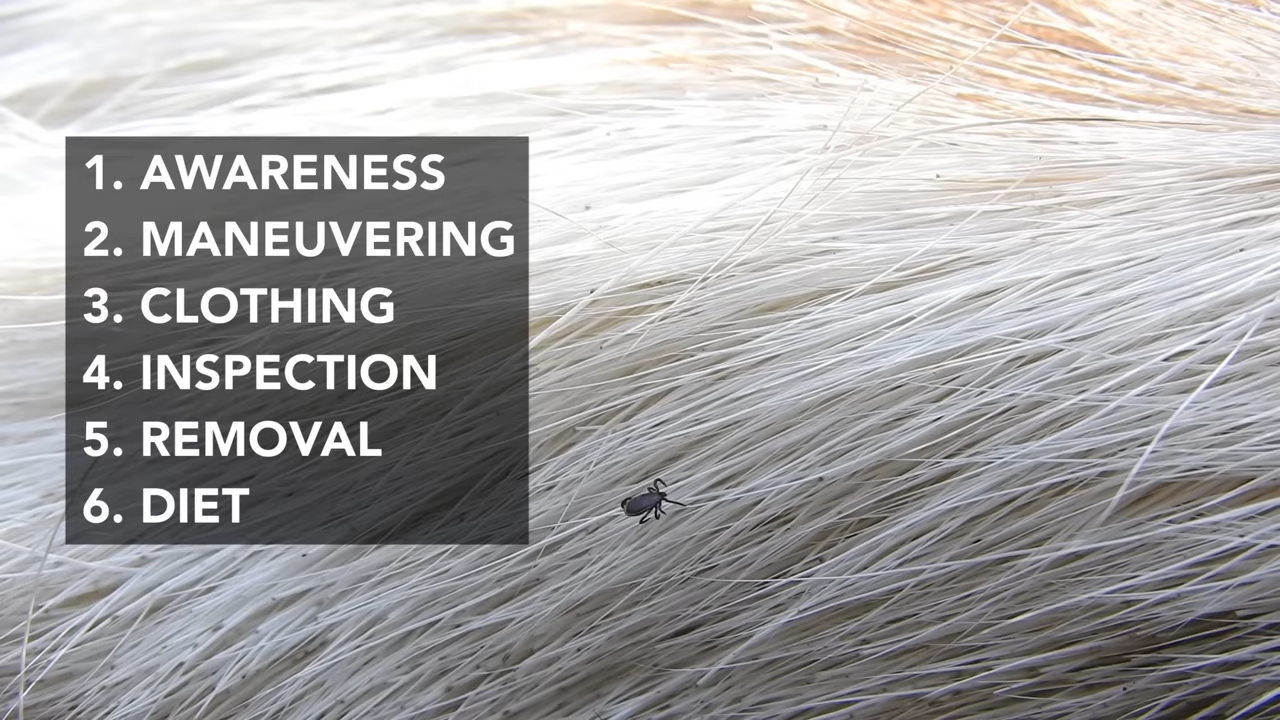 1. AWARENESS
2. MANEUVERING
3. CLOTHING
4. INSPECTION
5. REMOVAL
6. DIET